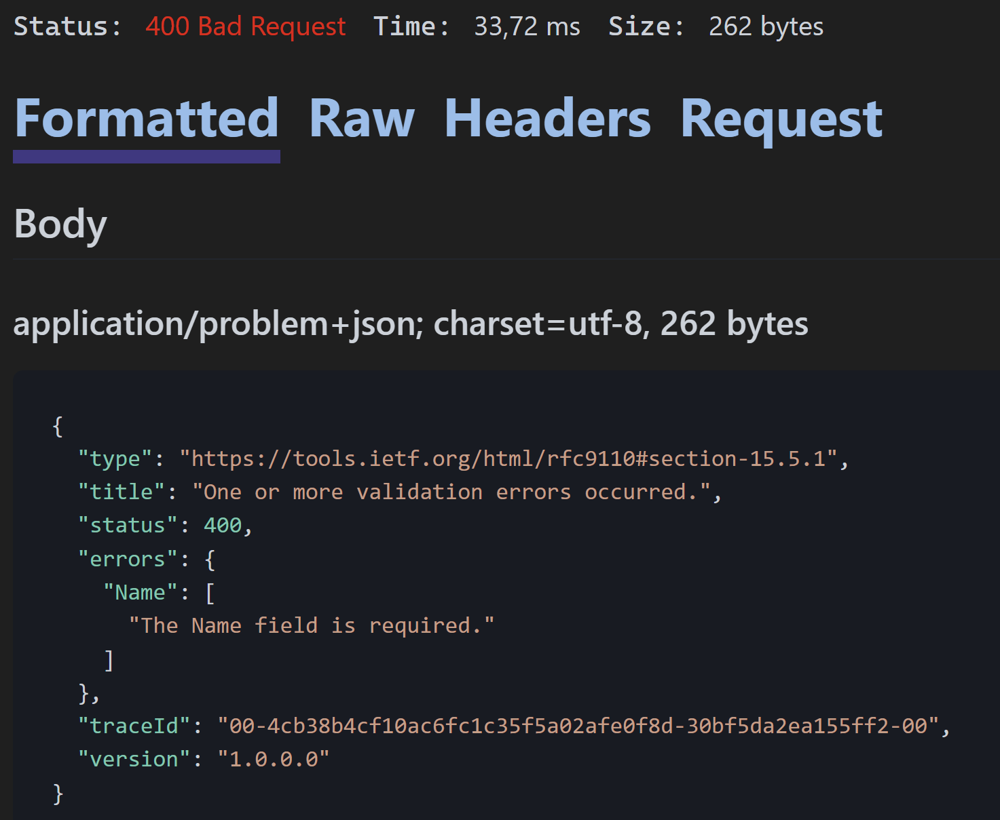 Status: 400 Bad Request Time: 33,72 ms Size: 262 bytes
Formatted Raw Headers Request
Body
application/problem+json; charset=utf-8, 262 bytes
{
  "type": "https://tools.ietf.org/html/rfc9110#section-15.5.1",
  "title": "One or more validation errors occurred.",
  "status": 400,
  "errors": {
    "Name": [
      "The Name field is required."
    ]
  },
  "traceId": "00-4cb38b4cf10ac6fc1c35f5a02afe0f8d-30bf5da2ea155ff2-00",
  "version": "1.0.0.0"
}